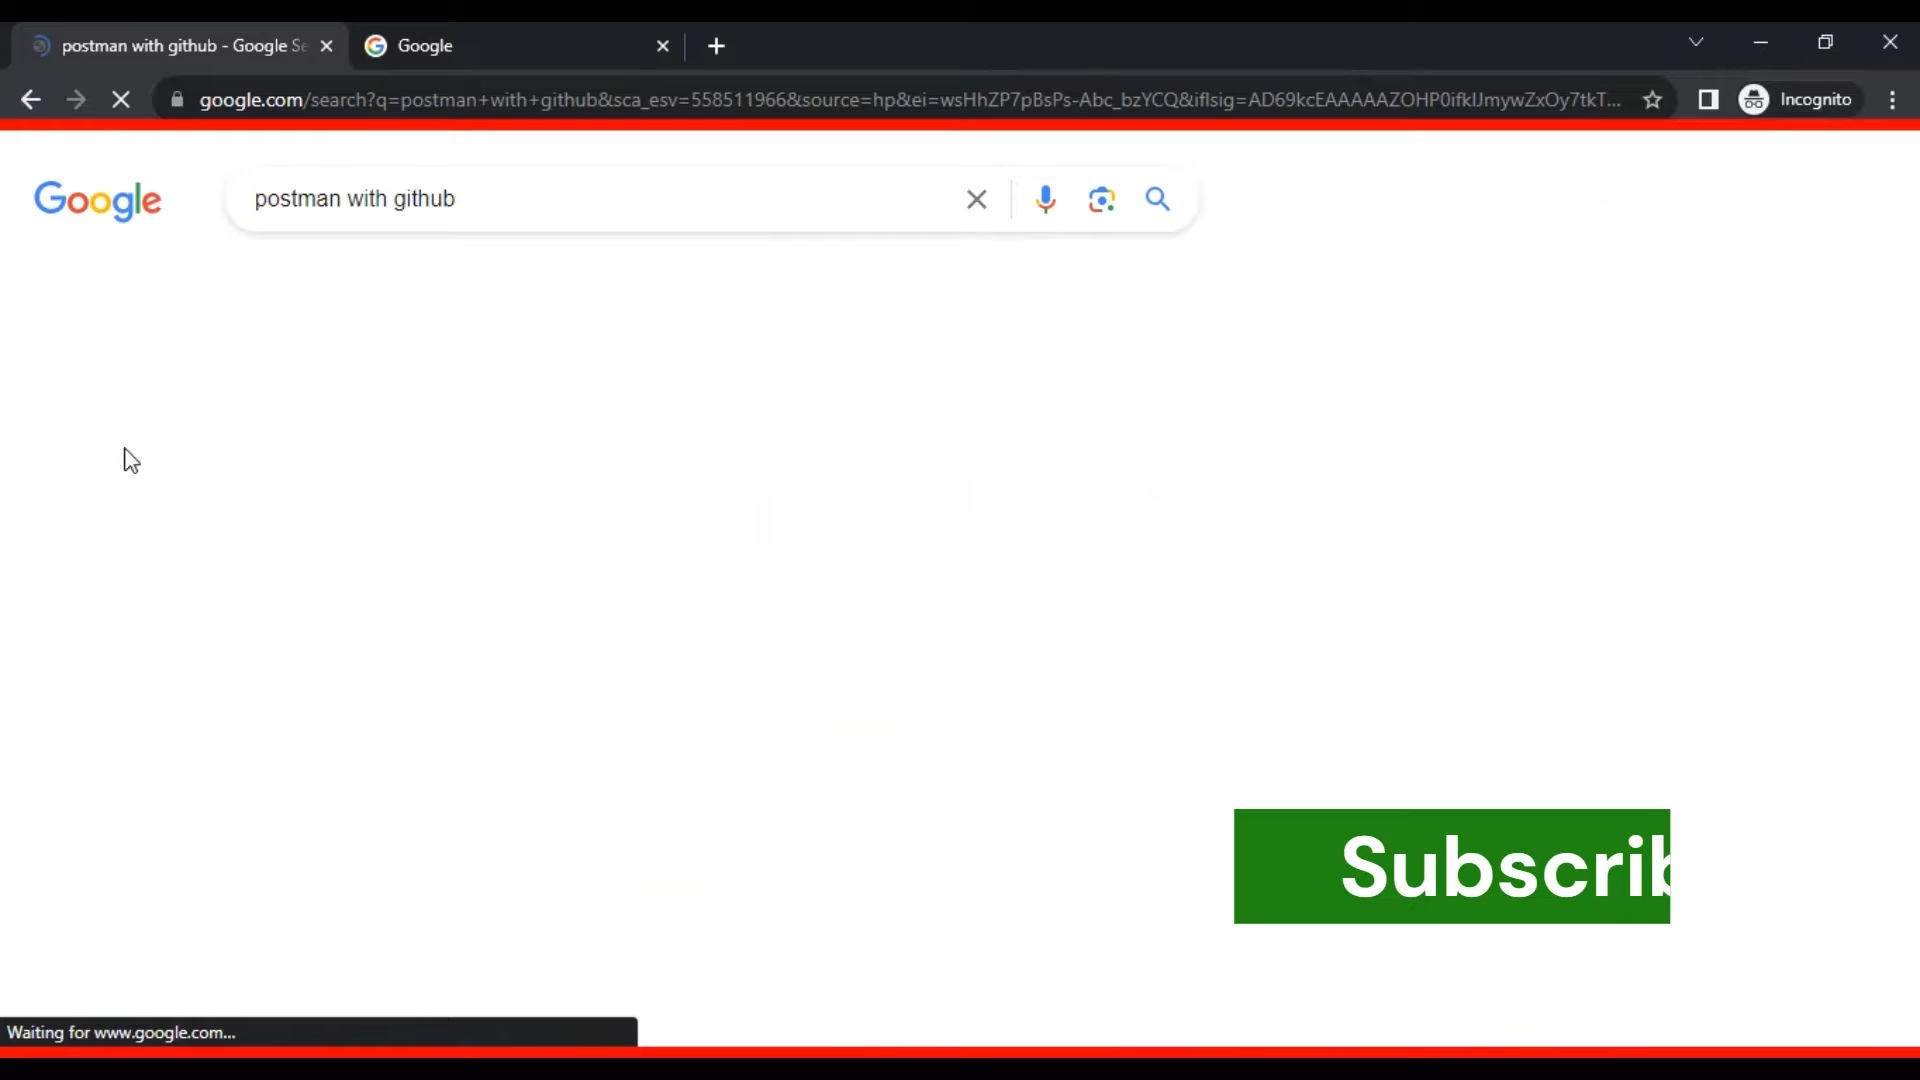 postman with github - Google Se
Google
google.com/search?q=postman+with+github&sca_esv=558511966&source=hp&ei=wsHhZP7pBsPs-Abc_bzYCQ&iflsig=AD69kcEAAAAAZOHP0ifklJmywZxOy7tkT...
Incognito
Google
postman with github
Subscrib
Waiting for www.google.com...